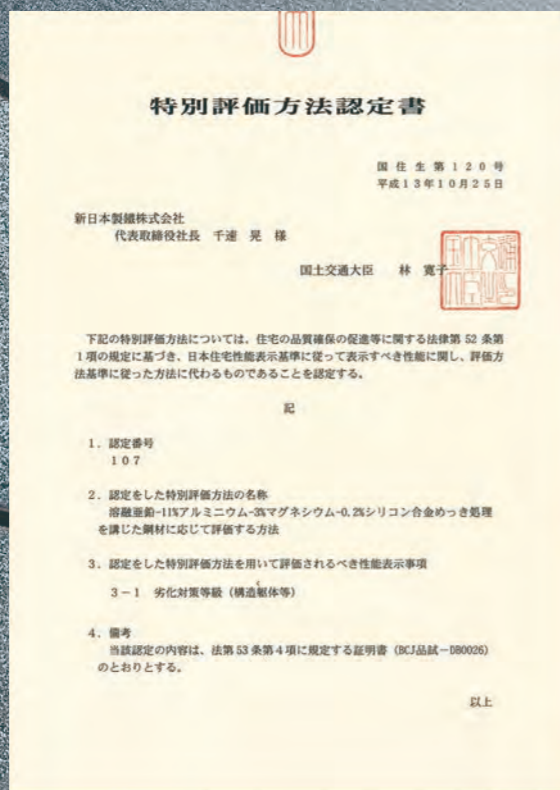 特別評価方法認定書
国住生第120号
平成13年10月25日
新日本製鐵株式会社
代表取締役社長 千速 晃 様
国土交通大臣 林 寛子
下記の特別評価方法については、住宅の品質確保の促進等に関する法律第52条第
1項の規定に基づき、日本住宅性能表示基準に従って表示すべき性能に関し、評価方
法基準に従った方法に代わるものであることを認定する。
記
1．認定番号
107
2．認定をした特別評価方法の名称
溶融亜鉛-11%アルミニウム-3%マグネシウム-0.2%シリコン合金めっき処理
を講じた鋼材に応じて評価する方法
3．認定をした特別評価方法を用いて評価されるべき性能表示事項
3－1 劣化対策等級（構造躯体等）
4．備考
当該認定の内容は、法第53条第4項に規定する証明書（BCJ品試－DB0026）
のとおりとする。
以上